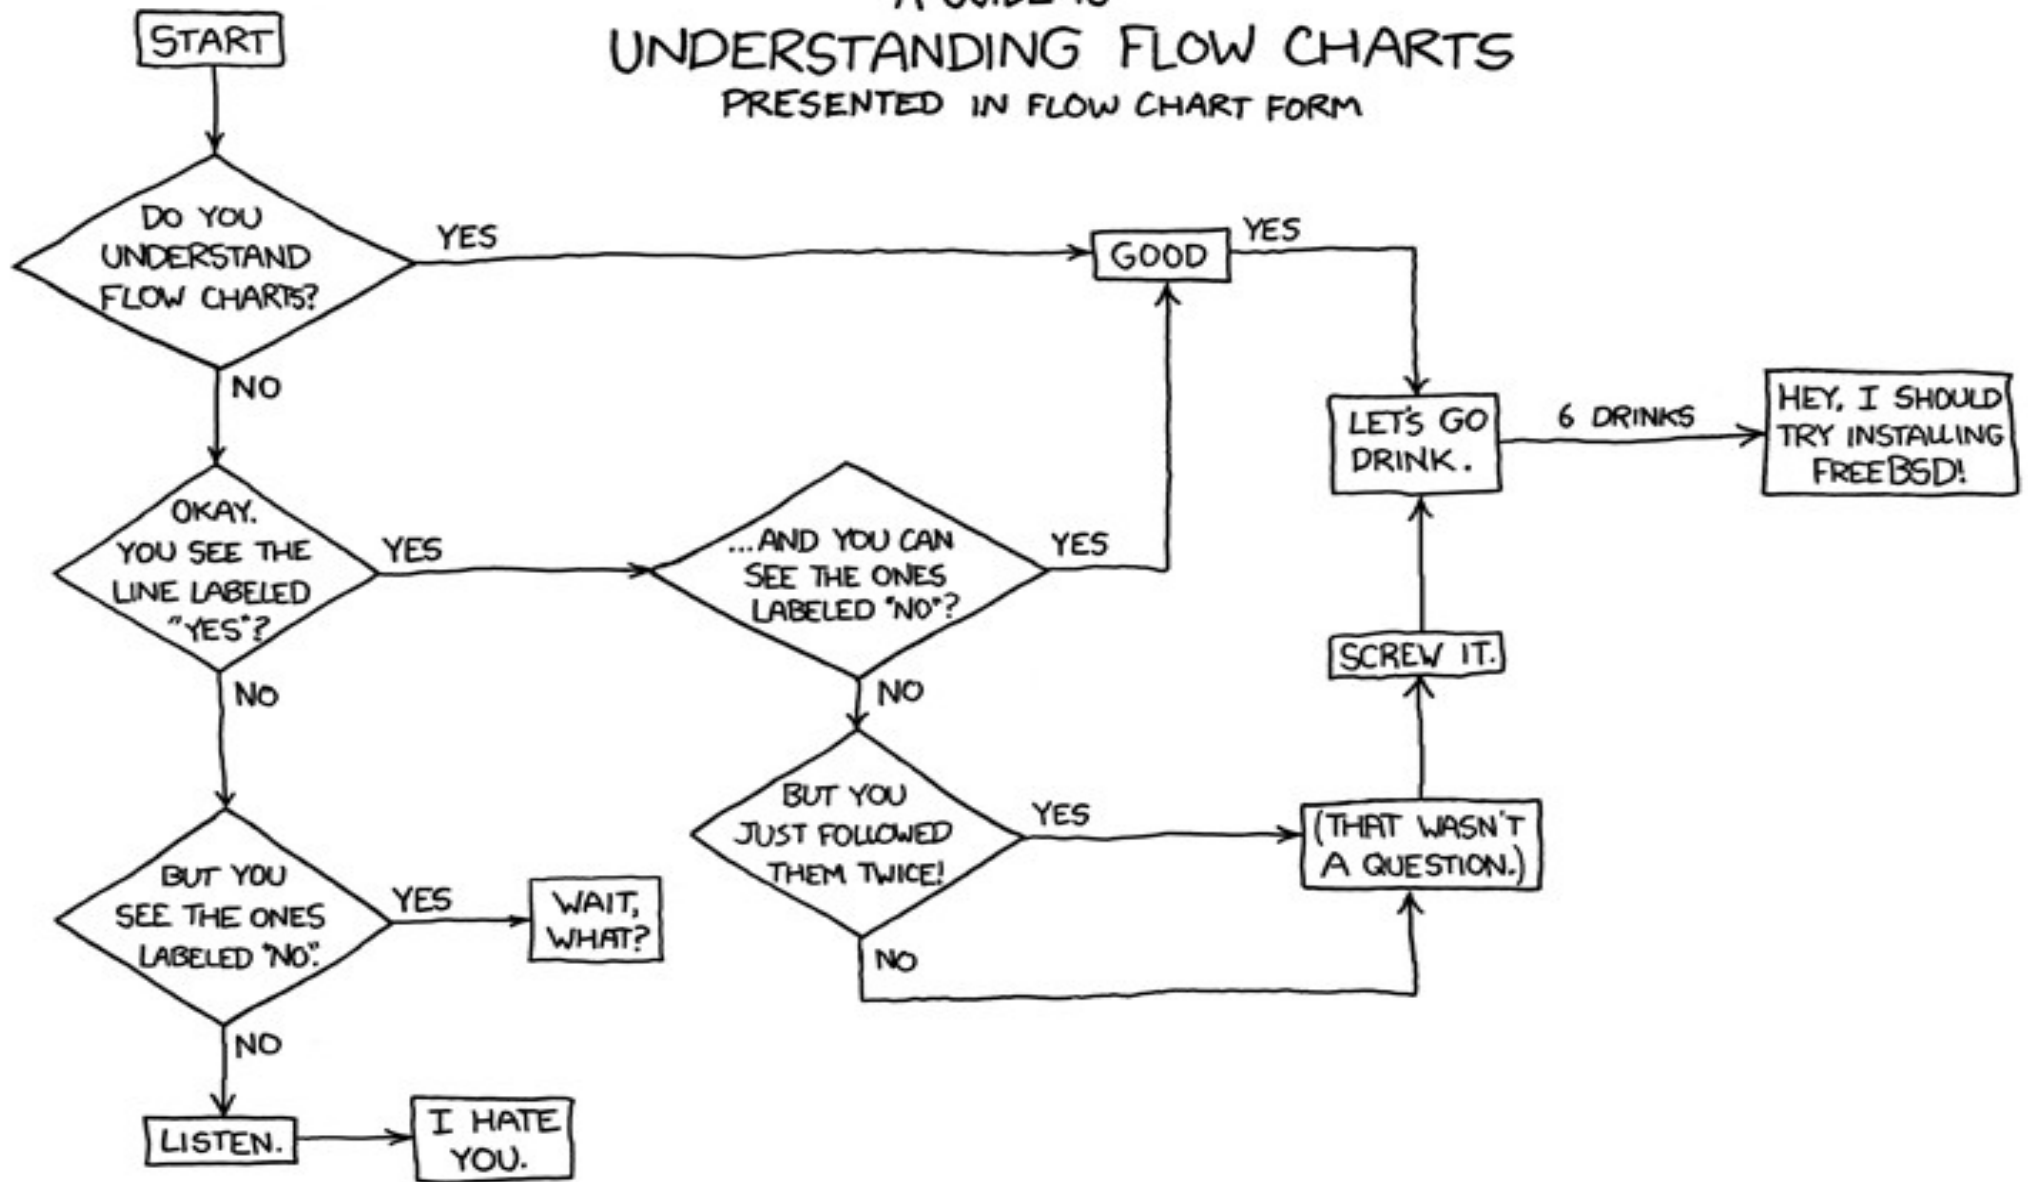 A GUIDE TO
UNDERSTANDING FLOW CHARTS
PRESENTED IN FLOW CHART FORM
START
DO YOU
UNDERSTAND
FLOW CHARTS?
YES
GOOD
YES
NO
LET'S GO
DRINK.
6 DRINKS
HEY, I SHOULD
TRY INSTALLING
FREEBSD!
OKAY.
YOU SEE THE
LINE LABELED
"YES"?
YES
...AND YOU CAN
SEE THE ONES
LABELED "NO"?
YES
NO
NO
SCREW IT.
BUT YOU
JUST FOLLOWED
THEM TWICE!
YES
(THAT WASN'T
A QUESTION.)
NO
BUT YOU
SEE THE ONES
LABELED "NO".
YES
WAIT,
WHAT?
NO
LISTEN.
I HATE
YOU.